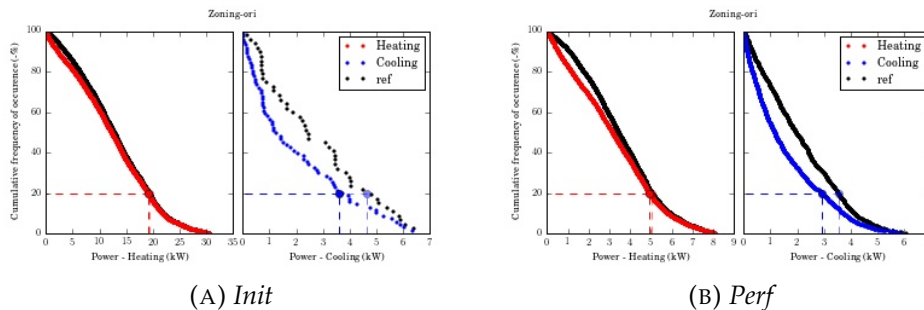 Zoning-ori
Cumulative frequency of occurence (-%)
100
80
60
40
20
0
0 5 10 15 20 25 30 35
Power - Heating (kW)
Heating
Cooling
ref
0 1 2 3 4 5 6 7
Power - Cooling (kW)
(A) Init
Zoning-ori
Cumulative frequency of occurence (-%)
100
80
60
40
20
0
0 1 2 3 4 5 6 7 8 9
Power - Heating (kW)
Heating
Cooling
ref
0 1 2 3 4 5 6
Power - Cooling (kW)
(B) Perf